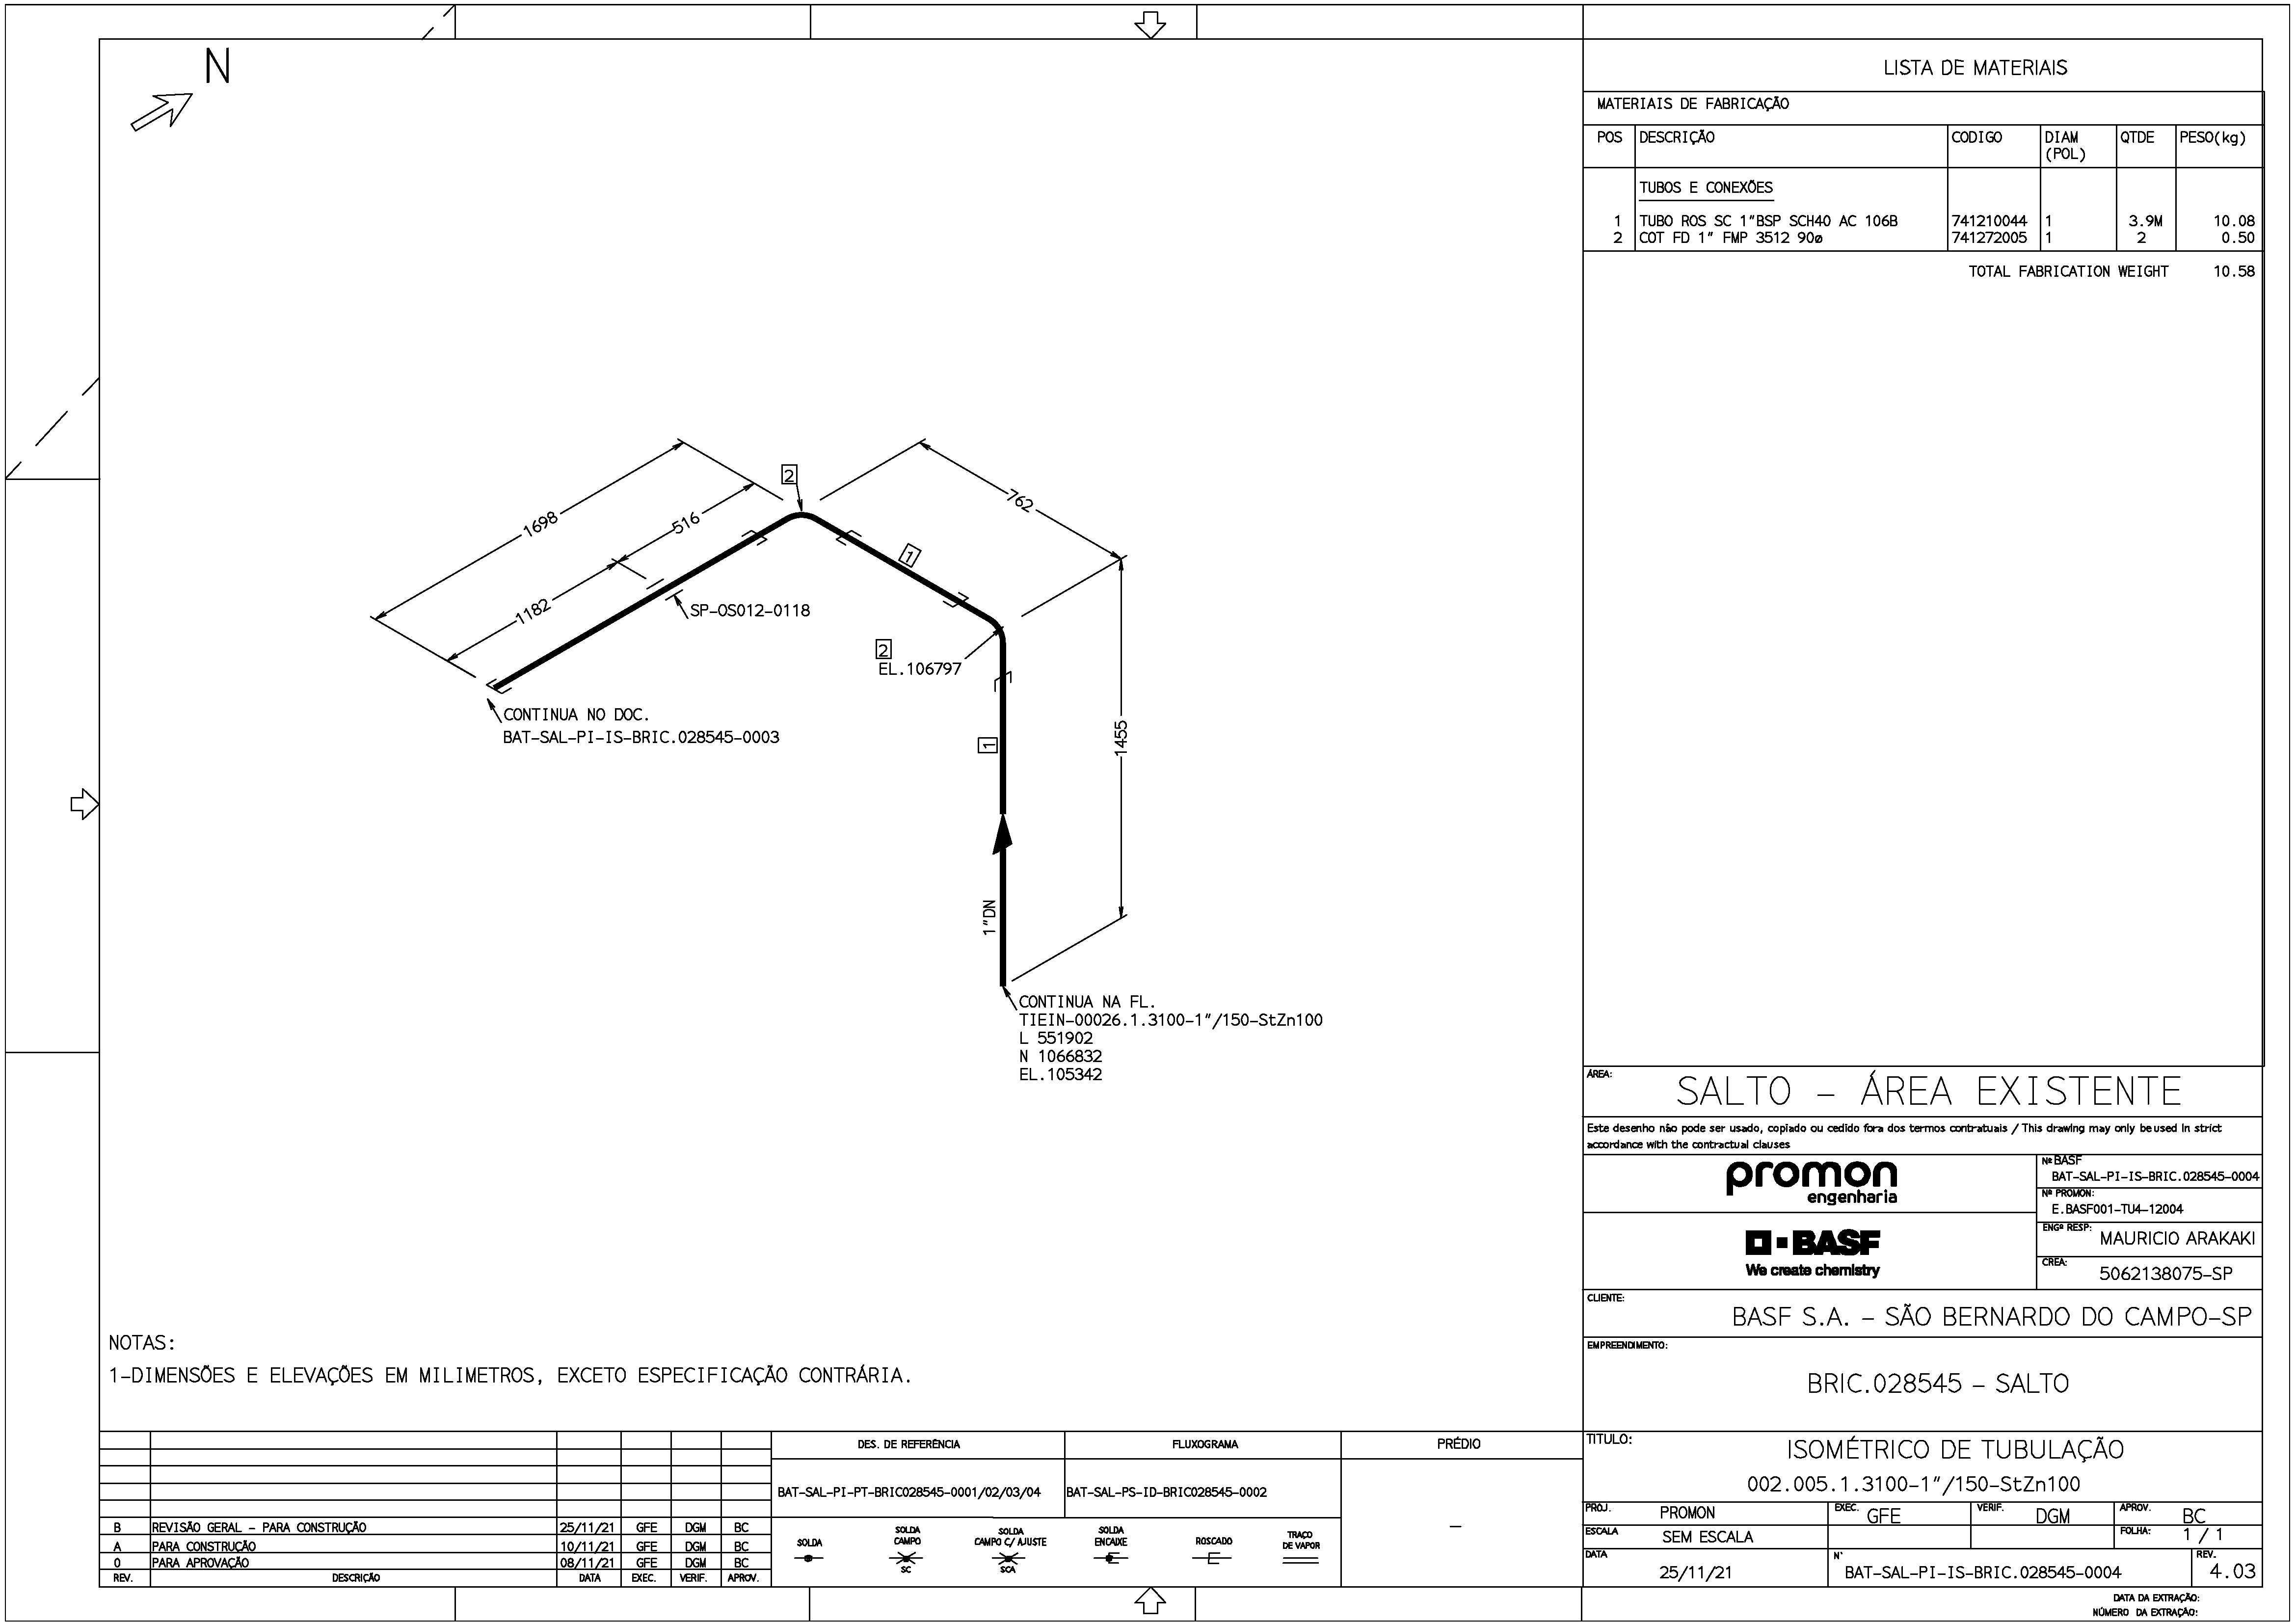 N
LISTA DE MATERIAIS
MATERIAIS DE FABRICAÇÃO
POS DESCRIÇÃO CODIGO DIAM (POL) QTDE PESO(kg)
TUBOS E CONEXÕES
1 TUBO ROS SC 1"BSP SCH40 AC 106B 741210044 1 3.9M 10.08
2 COT FD 1" FMP 3512 90ø 741272005 1 2 0.50
TOTAL FABRICATION WEIGHT 10.58
1698
516
1182
2
762
1
SP-OS012-0118
2
EL.106797
CONTINUA NO DOC.
BAT-SAL-PI-IS-BRIC.028545-0003
1
1455
1"DN
CONTINUA NA FL.
TIEIN-00026.1.3100-1"/150-StZn100
L 551902
N 1066832
EL.105342
NOTAS:
1-DIMENSÕES E ELEVAÇÕES EM MILIMETROS, EXCETO ESPECIFICAÇÃO CONTRÁRIA.
ÁREA:
SALTO - ÁREA EXISTENTE
Este desenho não pode ser usado, copiado ou cedido fora dos termos contratuais / This drawing may only be used in strict
accordance with the contractual clauses
promon
engenharia
Nº BASF
BAT-SAL-PI-IS-BRIC.028545-0004
Nº PROMON:
E.BASF001-TU4-12004
BASF
We create chemistry
ENGº RESP:
MAURICIO ARAKAKI
CREA:
5062138075-SP
CLIENTE:
BASF S.A. - SÃO BERNARDO DO CAMPO-SP
EMPREENDIMENTO:
BRIC.028545 - SALTO
TITULO:
ISOMÉTRICO DE TUBULAÇÃO
002.005.1.3100-1"/150-StZn100
PROJ. PROMON EXEC. GFE VERIF. DGM APROV. BC
ESCALA SEM ESCALA FOLHA: 1 / 1
DATA 25/11/21 N° BAT-SAL-PI-IS-BRIC.028545-0004 REV. 4.03
DATA DA EXTRAÇÃO:
NÚMERO DA EXTRAÇÃO:
B REVISÃO GERAL - PARA CONSTRUÇÃO 25/11/21 GFE DGM BC
A PARA CONSTRUÇÃO 10/11/21 GFE DGM BC
0 PARA APROVAÇÃO 08/11/21 GFE DGM BC
REV. DESCRIÇÃO DATA EXEC. VERIF. APROV.
DES. DE REFERÊNCIA FLUXOGRAMA PRÉDIO
BAT-SAL-PI-PT-BRIC028545-0001/02/03/04 BAT-SAL-PS-ID-BRIC028545-0002 -
SOLDA
SOLDA CAMPO
SC
SOLDA CAMPO C/ AJUSTE
SCA
SOLDA ENCAIXE
ROSCADO
TRAÇO DE VAPOR